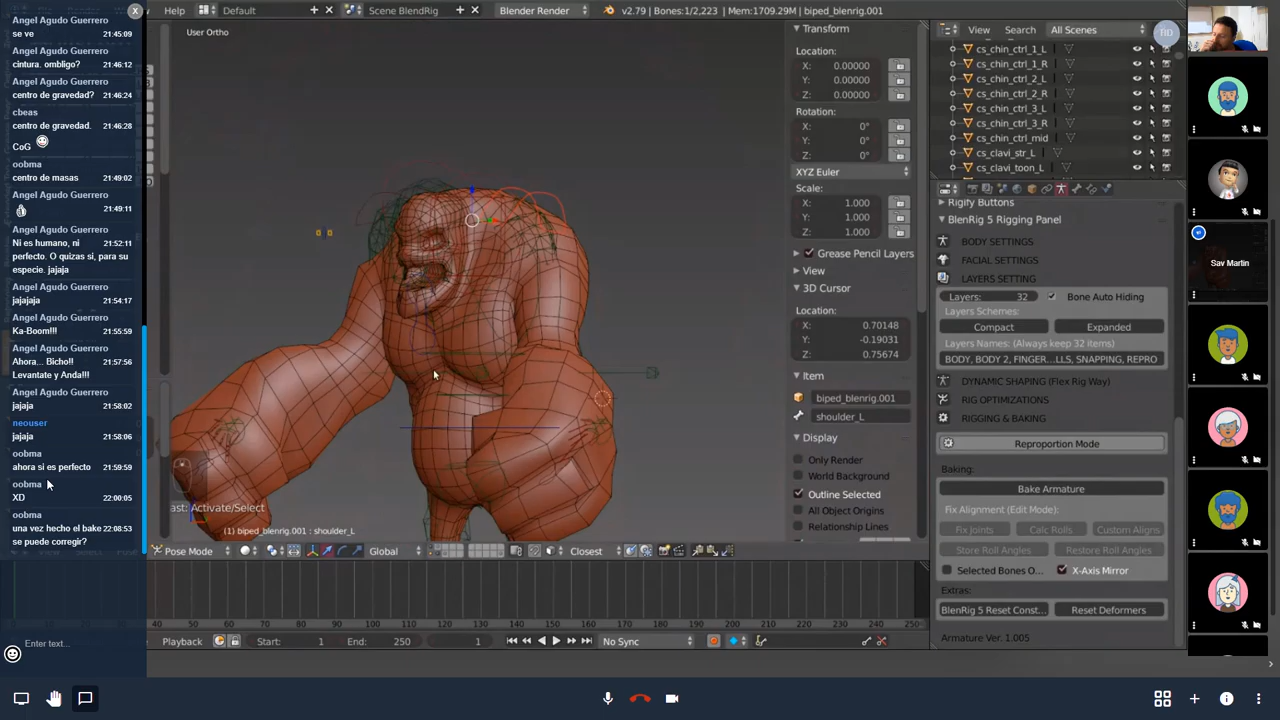 Angel Agudo Guerrero
se ve 21:45:09
Angel Agudo Guerrero
cintura. ombligo? 21:46:12
Angel Agudo Guerrero
centro de gravedad? 21:46:24
cbeas
centro de gravedad. 21:46:28
CoG
oobma
centro de masas 21:49:02
Angel Agudo Guerrero
21:49:11
Angel Agudo Guerrero 21:52:11
Ni es humano, ni
perfecto. O quizas si, para su
especie. jajaja
Angel Agudo Guerrero
jajajaja 21:54:17
Angel Agudo Guerrero
Ka-Boom!!! 21:55:59
Angel Agudo Guerrero 21:57:56
Ahora... Bicho!!
Levantate y Anda!!!
Angel Agudo Guerrero
jajaja 21:58:02
neouser
jajaja 21:58:06
oobma
ahora si es perfecto 21:59:59
oobma
XD 22:00:05
oobma
una vez hecho el bake 22:08:53
se puede corregir?
Enter text...
X
Help Default Scene BlendRig Blender Render v2.79 | Bones:1/2,223 | Mem:1709.29M | biped_blenrig.001
User Ortho
ast: Activate/Select
(1) biped_blenrig.001 : shoulder_L
Pose Mode Global Closest
40 50 60 70 80 90 100 110 120 130 140 150 160 170 180 190 200 210 220 230 240 250
Playback Start: 1 End: 250 1 No Sync
Transform
Location:
X: 0.00000
Y: 0.00000
Z: 0.00000
Rotation:
X: 0°
Y: 0°
Z: 0°
XYZ Euler
Scale:
X: 1.000
Y: 1.000
Z: 1.000
Grease Pencil Layers
View
3D Cursor
Location:
X: 0.70148
Y: -0.19031
Z: 0.75674
Item
biped_blenrig.001
shoulder_L
Display
Only Render
World Background
Outline Selected
All Object Origins
Relationship Lines
View Search All Scenes
cs_chin_ctrl_1_L
cs_chin_ctrl_1_R
cs_chin_ctrl_2_L
cs_chin_ctrl_2_R
cs_chin_ctrl_3_L
cs_chin_ctrl_3_R
cs_chin_ctrl_mid
cs_clavi_str_L
cs_clavi_toon_L
Rigify Buttons
BlenRig 5 Rigging Panel
BODY SETTINGS
FACIAL SETTINGS
LAYERS SETTING
Layers: 32 Bone Auto Hiding
Layers Schemes:
Compact Expanded
Layers Names: (Always keep 32 items)
BODY, BODY 2, FINGER...LLS, SNAPPING, REPRO
DYNAMIC SHAPING (Flex Rig Way)
RIG OPTIMIZATIONS
RIGGING & BAKING
Reproportion Mode
Baking:
Bake Armature
Fix Alignment (Edit Mode):
Fix Joints Calc Rolls Custom Aligns
Store Roll Angles Restore Roll Angles
Selected Bones O... X-Axis Mirror
Extras:
BlenRig 5 Reset Const... Reset Deformers
Armature Ver. 1.005
TID
Sav Martin